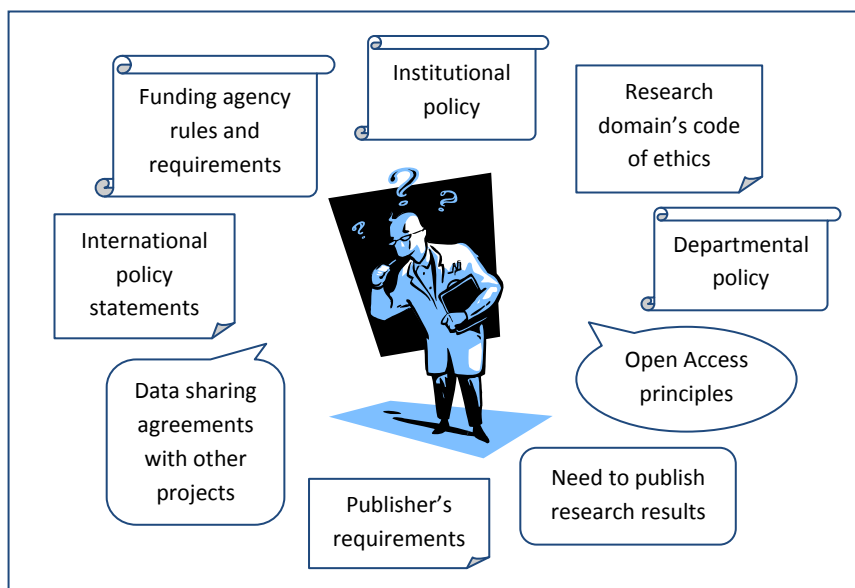 Funding agency
rules and
requirements
Institutional
policy
Research
domain’s code
of ethics
International
policy
statements
? ? ?
Departmental
policy
Data sharing
agreements
with other
projects
Open Access
principles
Publisher’s
requirements
Need to publish
research results